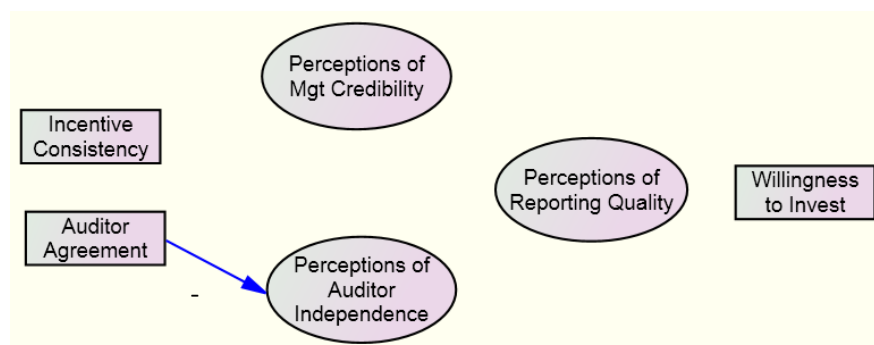 Perceptions of
Mgt Credibility
Incentive
Consistency
Perceptions of
Reporting Quality
Willingness
to Invest
Auditor
Agreement
Perceptions of
Auditor
Independence
-